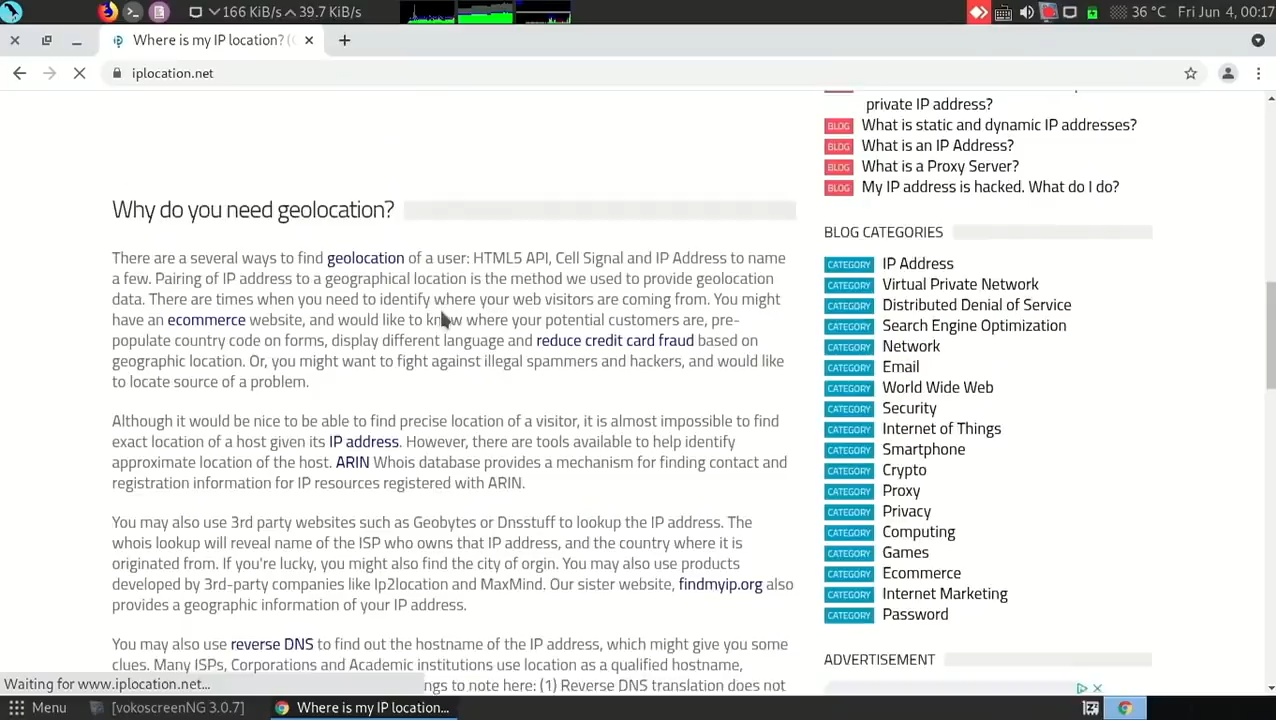 166 KiB/s 39.7 KiB/s
36 °C Fri Jun 4, 00:17
Where is my IP location? (
iplocation.net
private IP address?
BLOG What is static and dynamic IP addresses?
BLOG What is an IP Address?
BLOG What is a Proxy Server?
BLOG My IP address is hacked. What do I do?
Why do you need geolocation?
There are a several ways to find geolocation of a user: HTML5 API, Cell Signal and IP Address to name
a few. Pairing of IP address to a geographical location is the method we used to provide geolocation
data. There are times when you need to identify where your web visitors are coming from. You might
have an ecommerce website, and would like to know where your potential customers are, pre-
populate country code on forms, display different language and reduce credit card fraud based on
geographic location. Or, you might want to fight against illegal spammers and hackers, and would like
to locate source of a problem.
Although it would be nice to be able to find precise location of a visitor, it is almost impossible to find
exact location of a host given its IP address. However, there are tools available to help identify
approximate location of the host. ARIN Whois database provides a mechanism for finding contact and
registration information for IP resources registered with ARIN.
You may also use 3rd party websites such as Geobytes or Dnsstuff to lookup the IP address. The
whois lookup will reveal name of the ISP who owns that IP address, and the country where it is
originated from. If you're lucky, you might also find the city of orgin. You may also use products
developed by 3rd-party companies like Ip2location and MaxMind. Our sister website, findmyip.org also
provides a geographic information of your IP address.
You may also use reverse DNS to find out the hostname of the IP address, which might give you some
clues. Many ISPs, Corporations and Academic institutions use location as a qualified hostname,
ngs to note here: (1) Reverse DNS translation does not
BLOG CATEGORIES
CATEGORY IP Address
CATEGORY Virtual Private Network
CATEGORY Distributed Denial of Service
CATEGORY Search Engine Optimization
CATEGORY Network
CATEGORY Email
CATEGORY World Wide Web
CATEGORY Security
CATEGORY Internet of Things
CATEGORY Smartphone
CATEGORY Crypto
CATEGORY Proxy
CATEGORY Privacy
CATEGORY Computing
CATEGORY Games
CATEGORY Ecommerce
CATEGORY Internet Marketing
CATEGORY Password
ADVERTISEMENT
Waiting for www.iplocation.net...
Menu [vokoscreenNG 3.0.7] Where is my IP location...